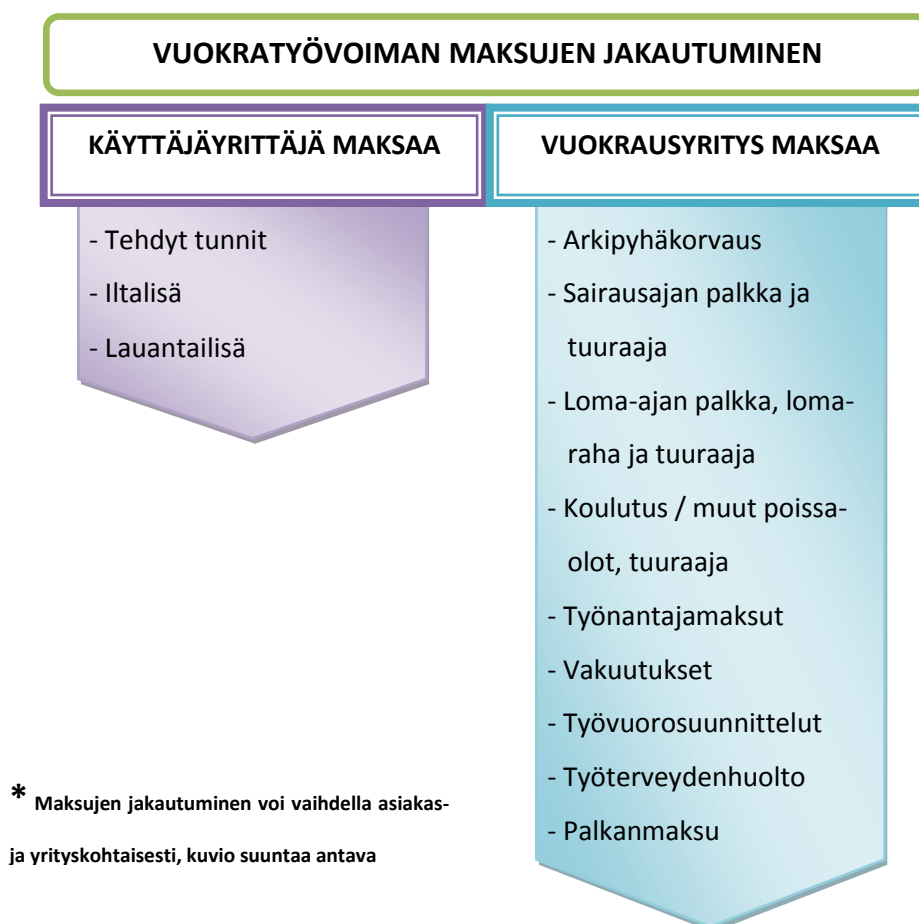 VUOKRATYÖVOIMAN MAKSUJEN JAKAUTUMINEN
KÄYTTÄJÄYRITTÄJÄ MAKSAA
- Tehdyt tunnit
- Iltalisä
- Lauantailisä
VUOKRAUSYRITYS MAKSAA
- Arkipyhäkorvaus
- Sairausajan palkka ja
tuuraaja
- Loma-ajan palkka, loma-
raha ja tuuraaja
- Koulutus / muut poissa-
olot, tuuraaja
- Työnantajamaksut
- Vakuutukset
- Työvuorosuunnittelut
- Työterveydenhuolto
- Palkanmaksu
* Maksujen jakautuminen voi vaihdella asiakas-
ja yrityskohtaisesti, kuvio suuntaa antava